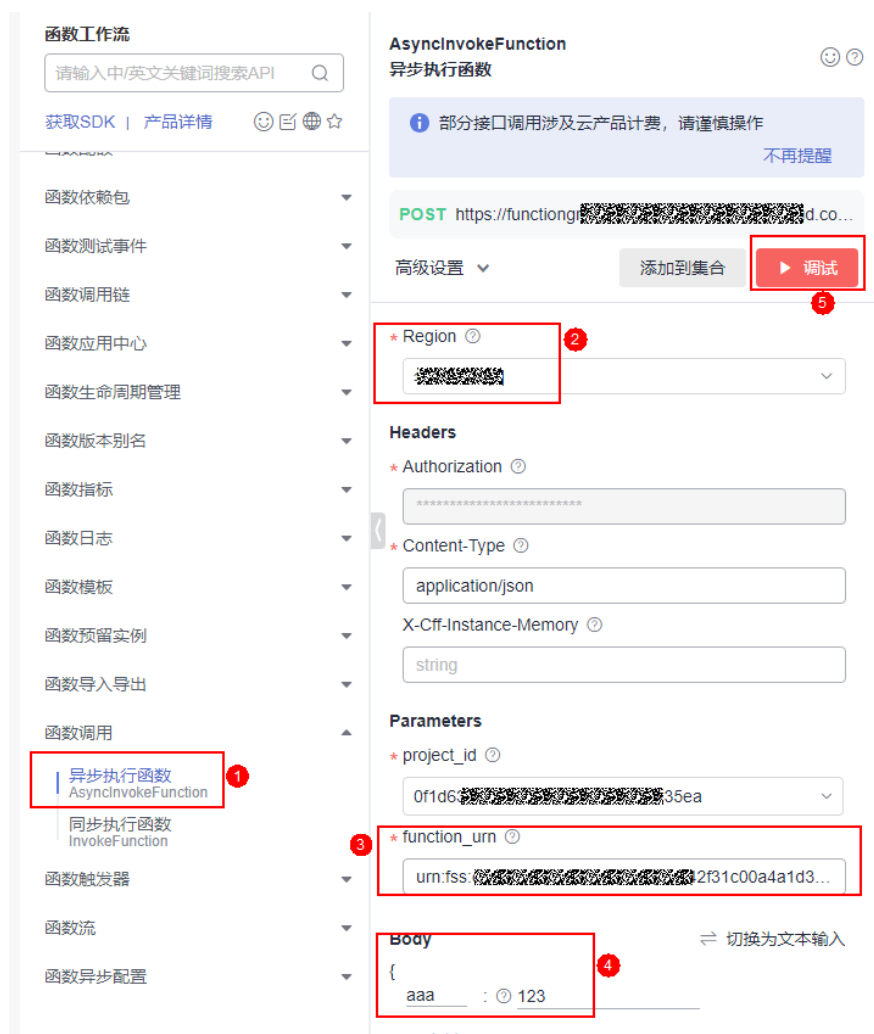 函数工作流
请输入中/英文关键词搜索API
获取SDK | 产品详情
函数依赖包
函数测试事件
函数调用链
函数应用中心
函数生命周期管理
函数版本别名
函数指标
函数日志
函数模板
函数预留实例
函数导入导出
函数调用
异步执行函数
AsyncInvokeFunction
1
同步执行函数
InvokeFunction
函数触发器
函数流
函数异步配置
AsyncInvokeFunction
异步执行函数
部分接口调用涉及云产品计费，请谨慎操作
不再提醒
POST https://functiongr d.co...
高级设置
添加到集合
调试
5
* Region
2
Headers
* Authorization
*************************
* Content-Type
application/json
X-Cff-Instance-Memory
string
Parameters
* project_id
0f1d63 35ea
3
* function_urn
urn:fss: 42f31c00a4a1d3...
Body
切换为文本输入
{
4
aaa : 123